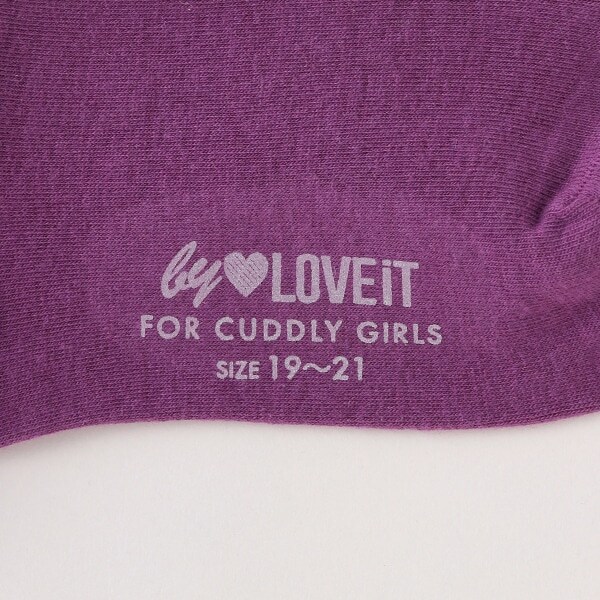 by♥LOVEiT
FOR CUDDLY GIRLS
SIZE 19～21